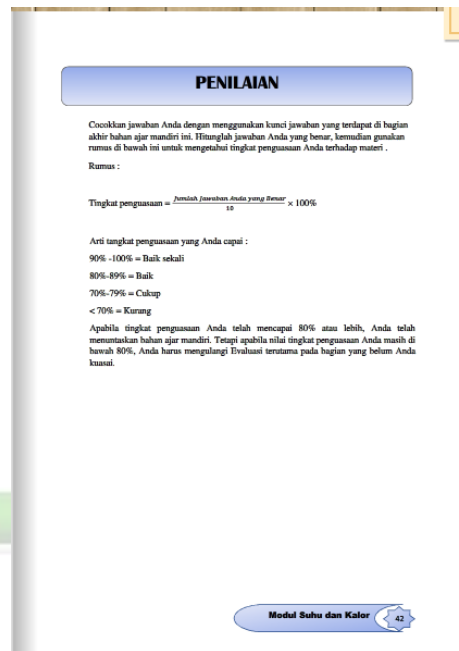 PENILAIAN
Cocokkan jawaban Anda dengan menggunakan kunci jawaban yang terdapat di bagian
akhir bahan ajar mandiri ini. Hitunglah jawaban Anda yang benar, kemudian gunakan
rumus di bawah ini untuk mengetahui tingkat penguasaan Anda terhadap materi .
Rumus :
Tingkat penguasaan = Jumlah Jawaban Anda yang Benar / 10 × 100%
Arti tangkat penguasaan yang Anda capai :
90% -100% = Baik sekali
80%-89% = Baik
70%-79% = Cukup
< 70% = Kurang
Apabila tingkat penguasaan Anda telah mencapai 80% atau lebih, Anda telah
menuntaskan bahan ajar mandiri. Tetapi apabila nilai tingkat penguasaan Anda masih di
bawah 80%, Anda harus mengulangi Evaluasi terutama pada bagian yang belum Anda
kuasai.
Modul Suhu dan Kalor 42